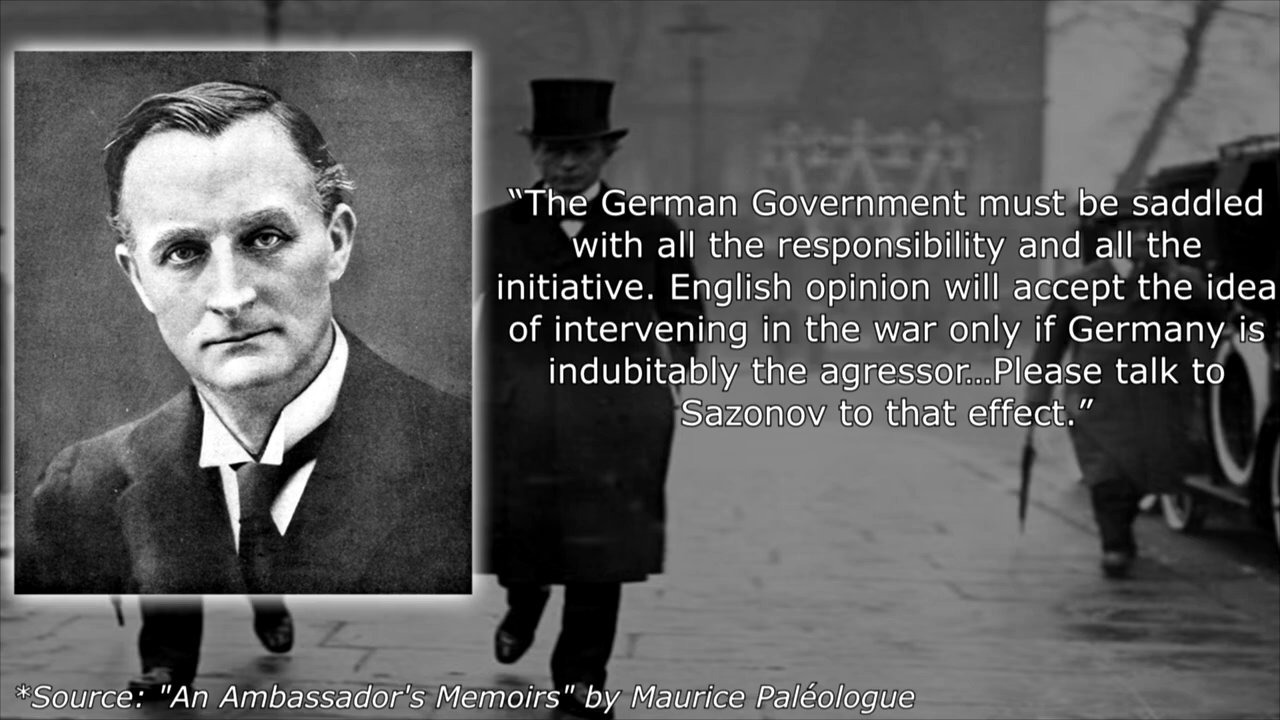 “The German Government must be saddled
with all the responsibility and all the
initiative. English opinion will accept the idea
of intervening in the war only if Germany is
indubitably the agressor...Please talk to
Sazonov to that effect.”
*Source: "An Ambassador's Memoirs" by Maurice Paléologue